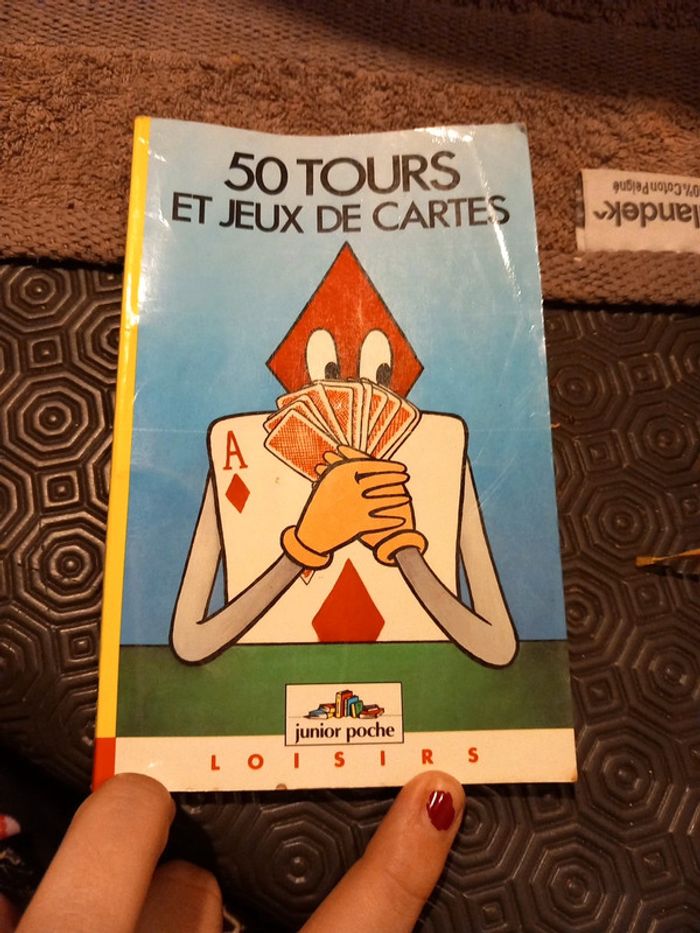 50 TOURS
ET JEUX DE CARTES
A
junior poche
LOISIRS
landek
0% Coton Peigné